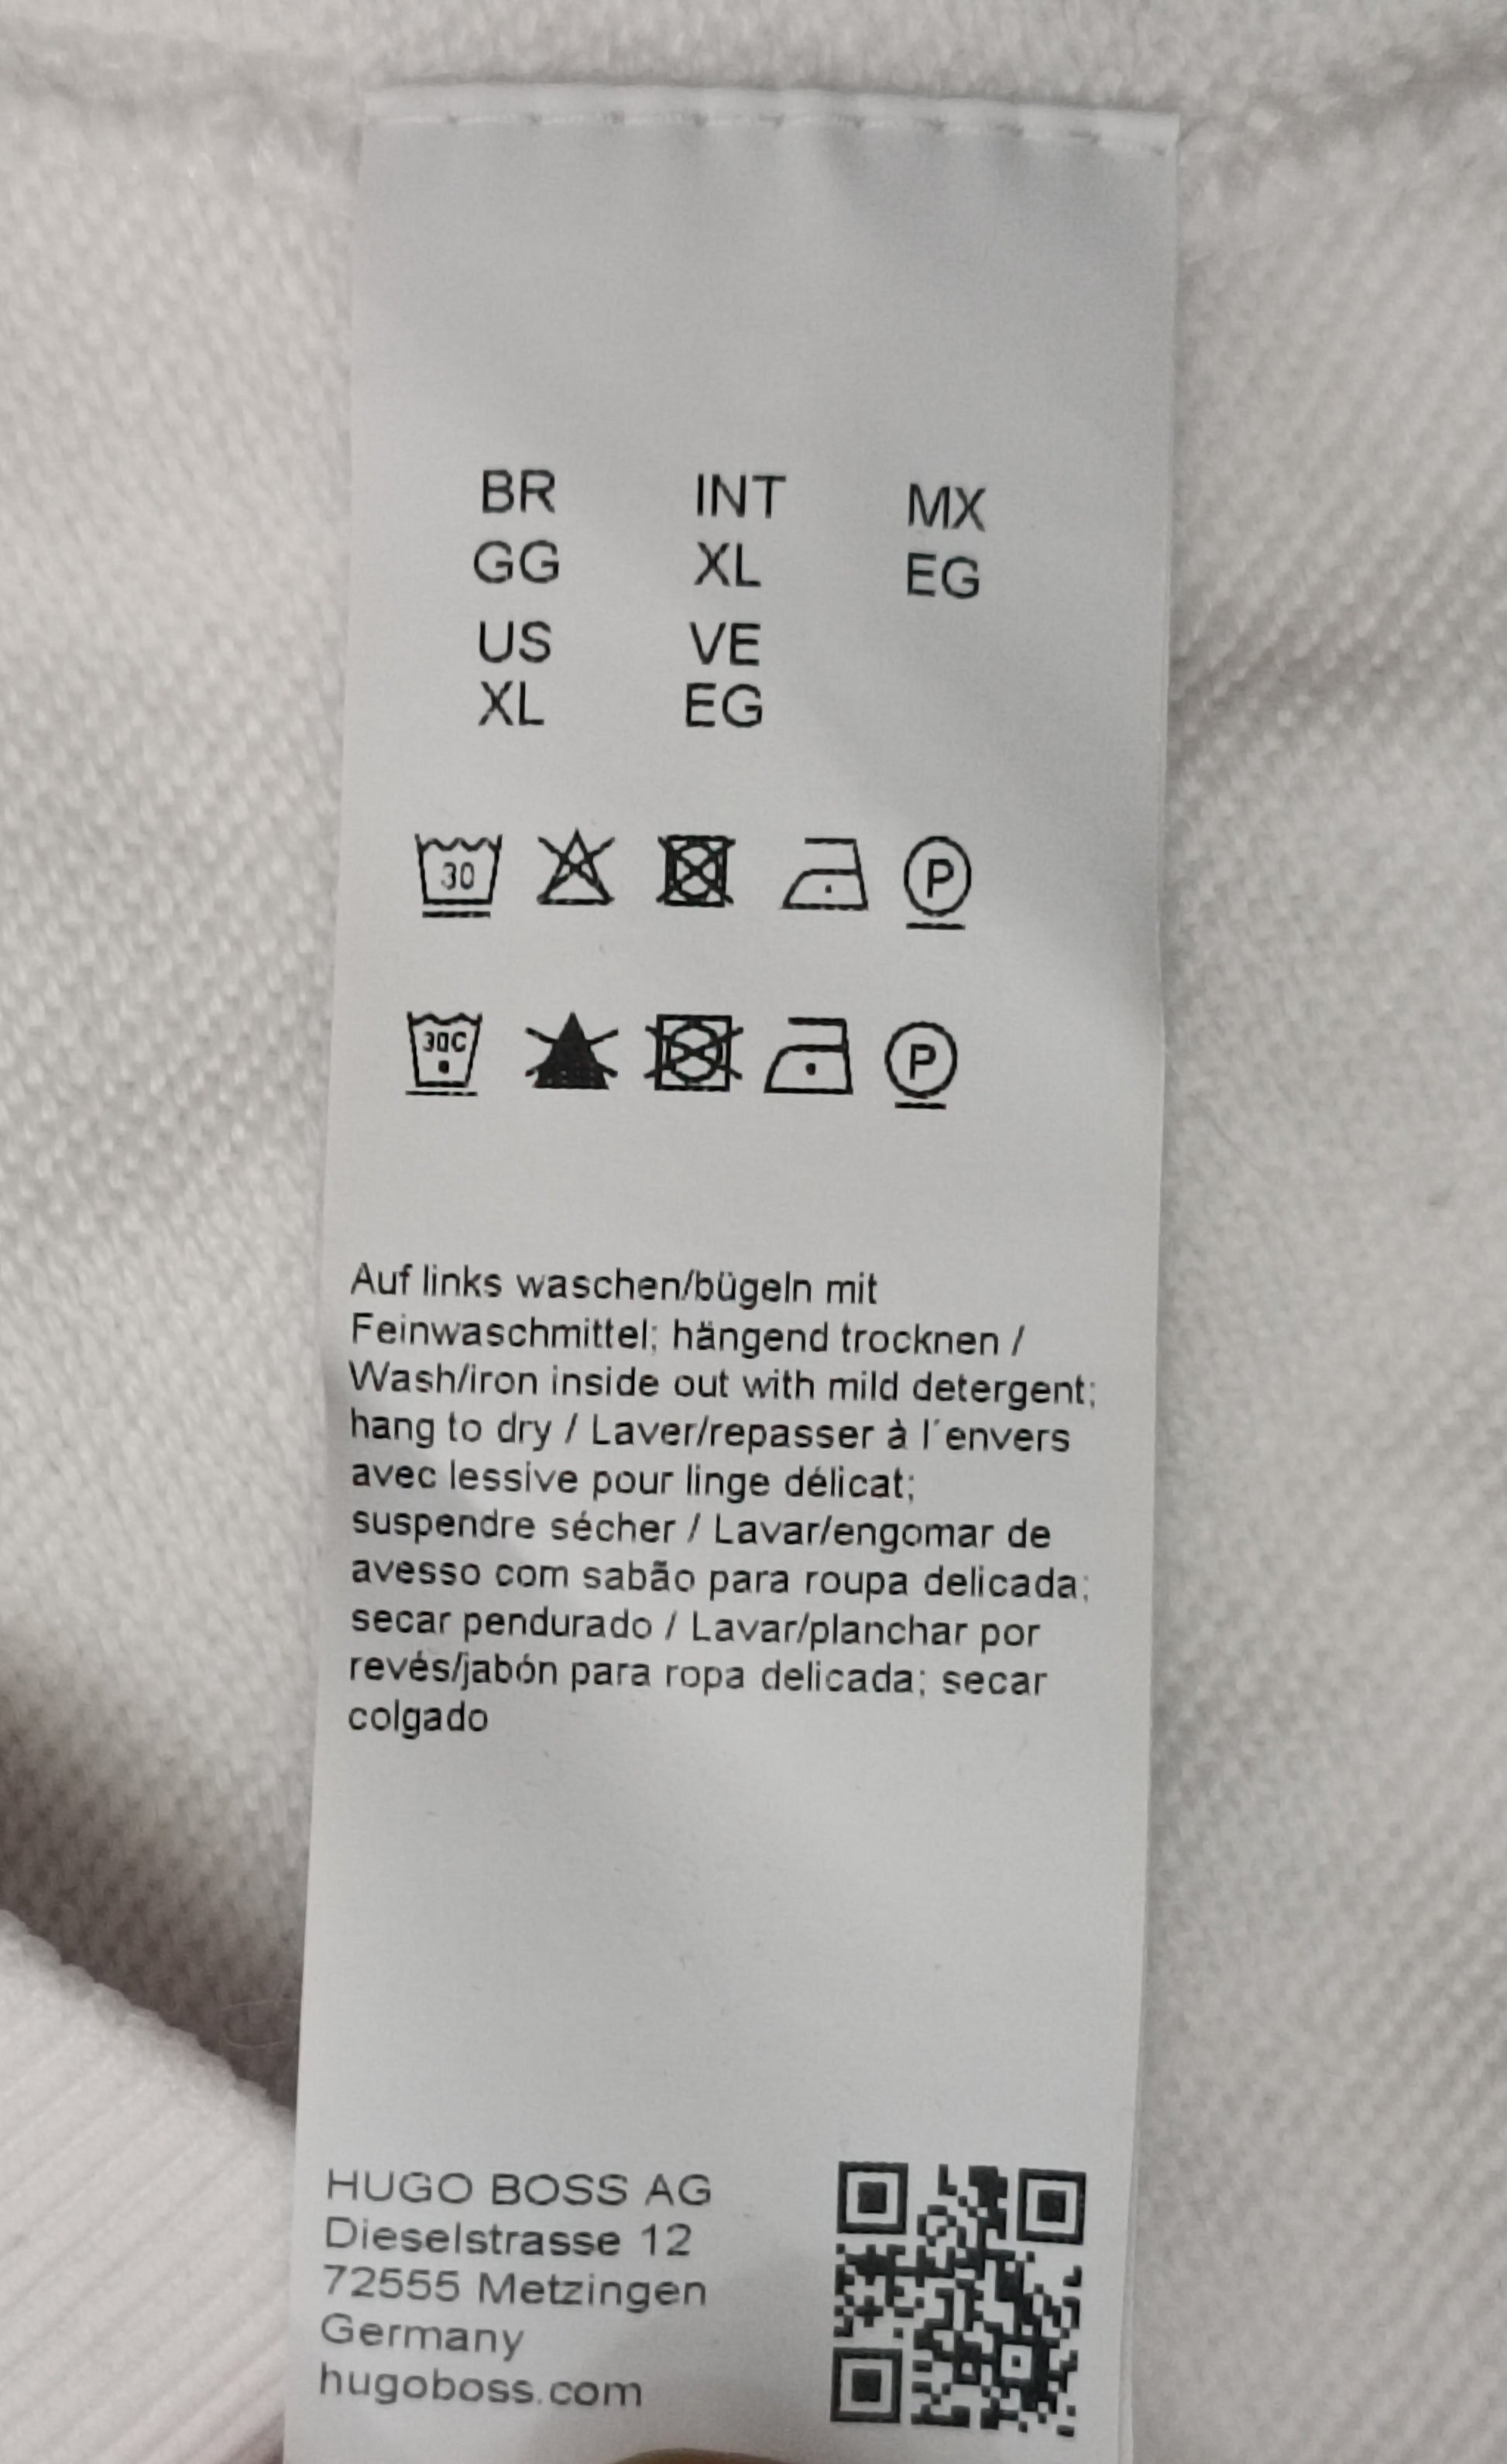 BR INT MX
GG XL EG
US VE
XL EG
30 P
30C P
Auf links waschen/bügeln mit
Feinwaschmittel; hängend trocknen /
Wash/iron inside out with mild detergent;
hang to dry / Laver/repasser à l´envers
avec lessive pour linge délicat;
suspendre sécher / Lavar/engomar de
avesso com sabão para roupa delicada;
secar pendurado / Lavar/planchar por
revés/jabón para ropa delicada; secar
colgado
HUGO BOSS AG
Dieselstrasse 12
72555 Metzingen
Germany
hugoboss.com